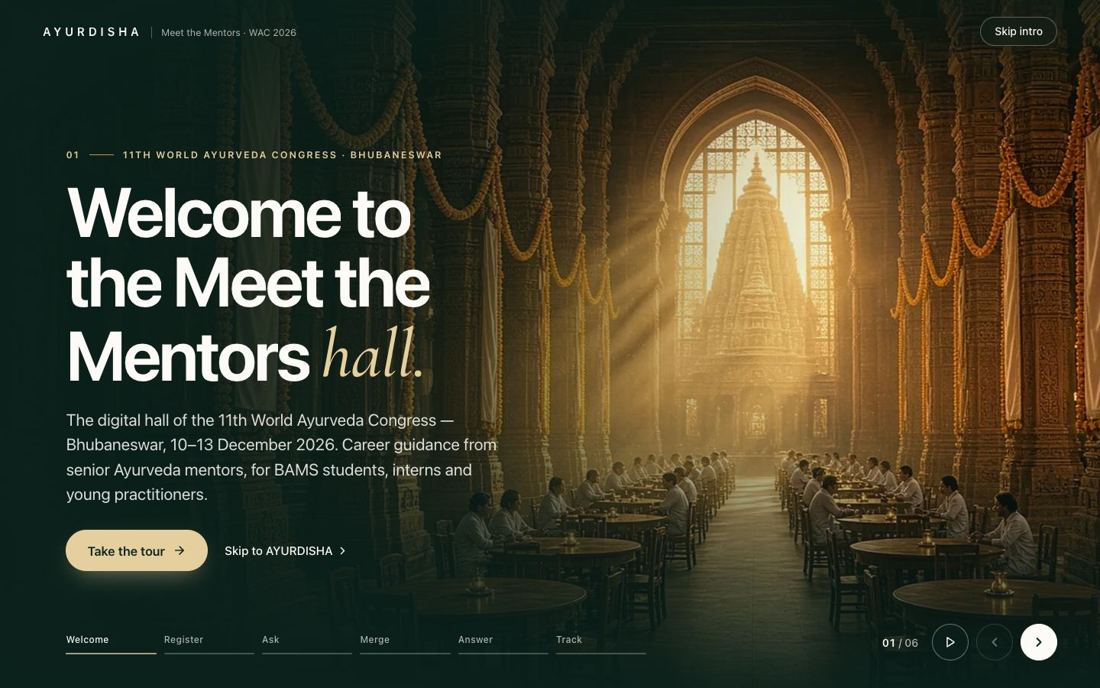 AYURDISHA
Meet the Mentors · WAC 2026
Skip intro
01 11TH WORLD AYURVEDA CONGRESS · BHUBANESWAR
Welcome to
the Meet the
Mentors hall.
The digital hall of the 11th World Ayurveda Congress —
Bhubaneswar, 10–13 December 2026. Career guidance from
senior Ayurveda mentors, for BAMS students, interns and
young practitioners.
Take the tour →
Skip to AYURDISHA ›
Welcome
Register
Ask
Merge
Answer
Track
01 / 06